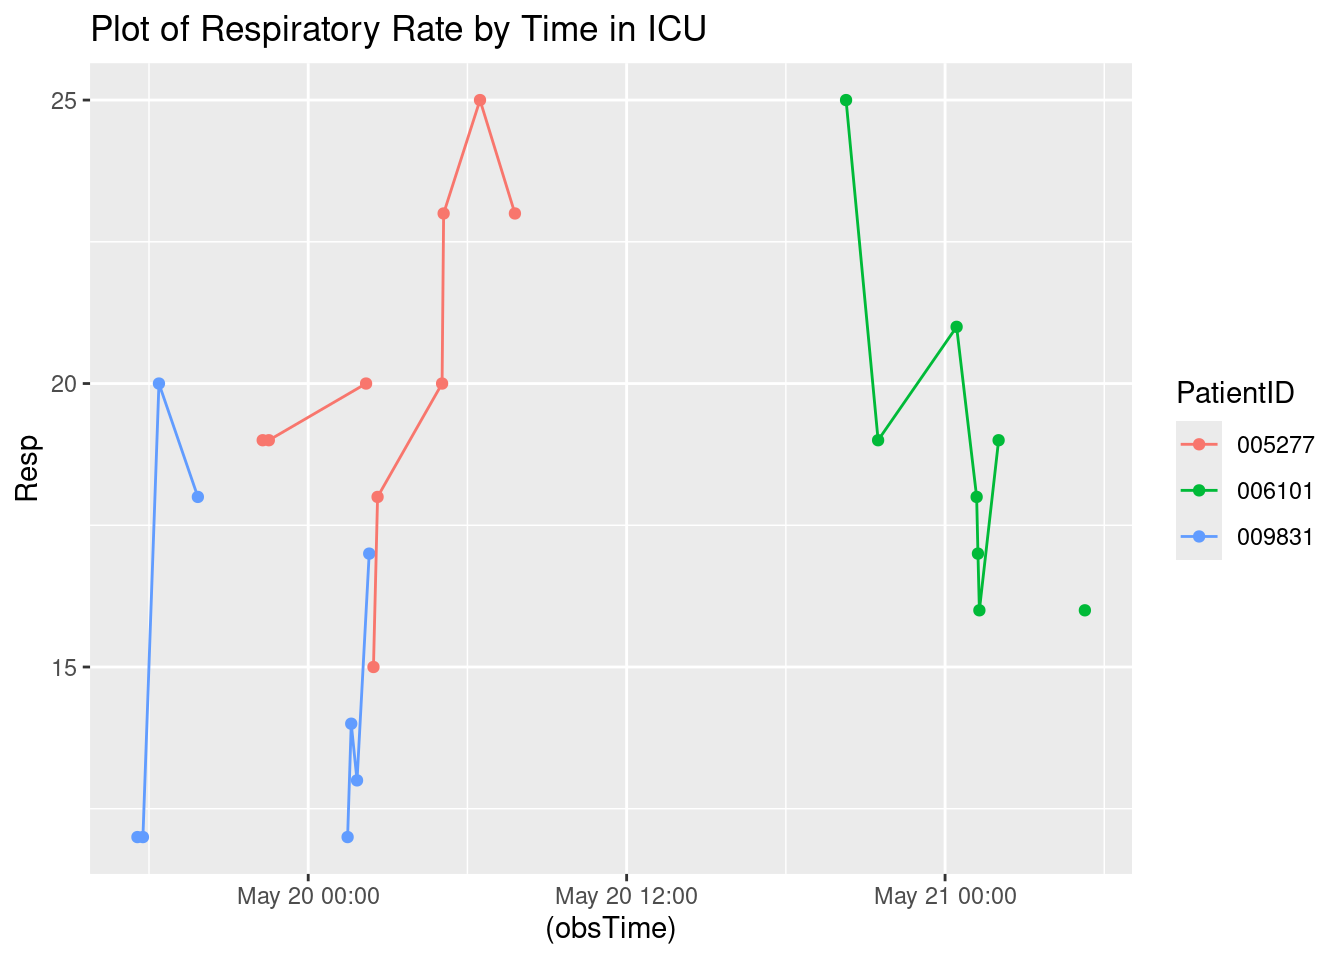 Plot of Respiratory Rate by Time in ICU
25
20
15
Resp
May 20 00:00
May 20 12:00
May 21 00:00
(obsTime)
PatientID
005277
006101
009831